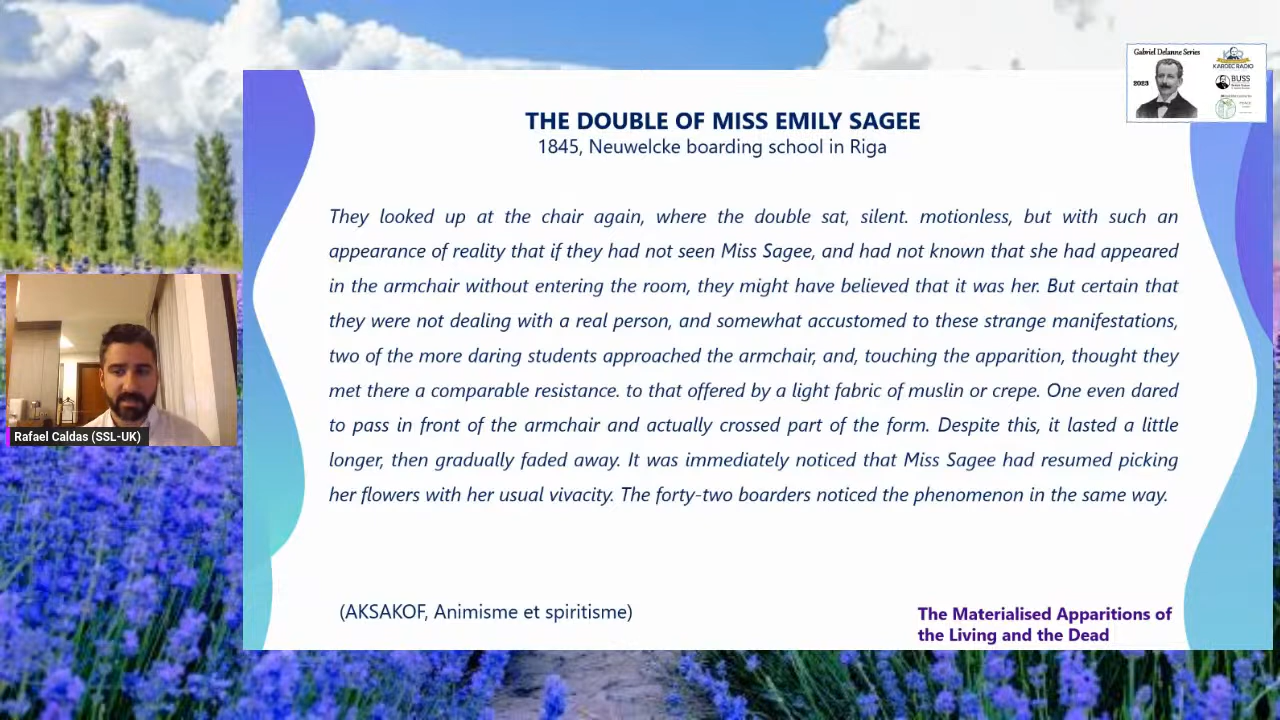 Gabriel Delanne Series
2023
KARDEC RADIO
BUSS
THE DOUBLE OF MISS EMILY SAGEE
1845, Neuwelcke boarding school in Riga
They looked up at the chair again, where the double sat, silent. motionless, but with such an
appearance of reality that if they had not seen Miss Sagee, and had not known that she had appeared
in the armchair without entering the room, they might have believed that it was her. But certain that
they were not dealing with a real person, and somewhat accustomed to these strange manifestations,
two of the more daring students approached the armchair, and, touching the apparition, thought they
met there a comparable resistance. to that offered by a light fabric of muslin or crepe. One even dared
to pass in front of the armchair and actually crossed part of the form. Despite this, it lasted a little
longer, then gradually faded away. It was immediately noticed that Miss Sagee had resumed picking
her flowers with her usual vivacity. The forty-two boarders noticed the phenomenon in the same way.
Rafael Caldas (SSL-UK)
(AKSAKOF, Animisme et spiritisme)
The Materialised Apparitions of
the Living and the Dead